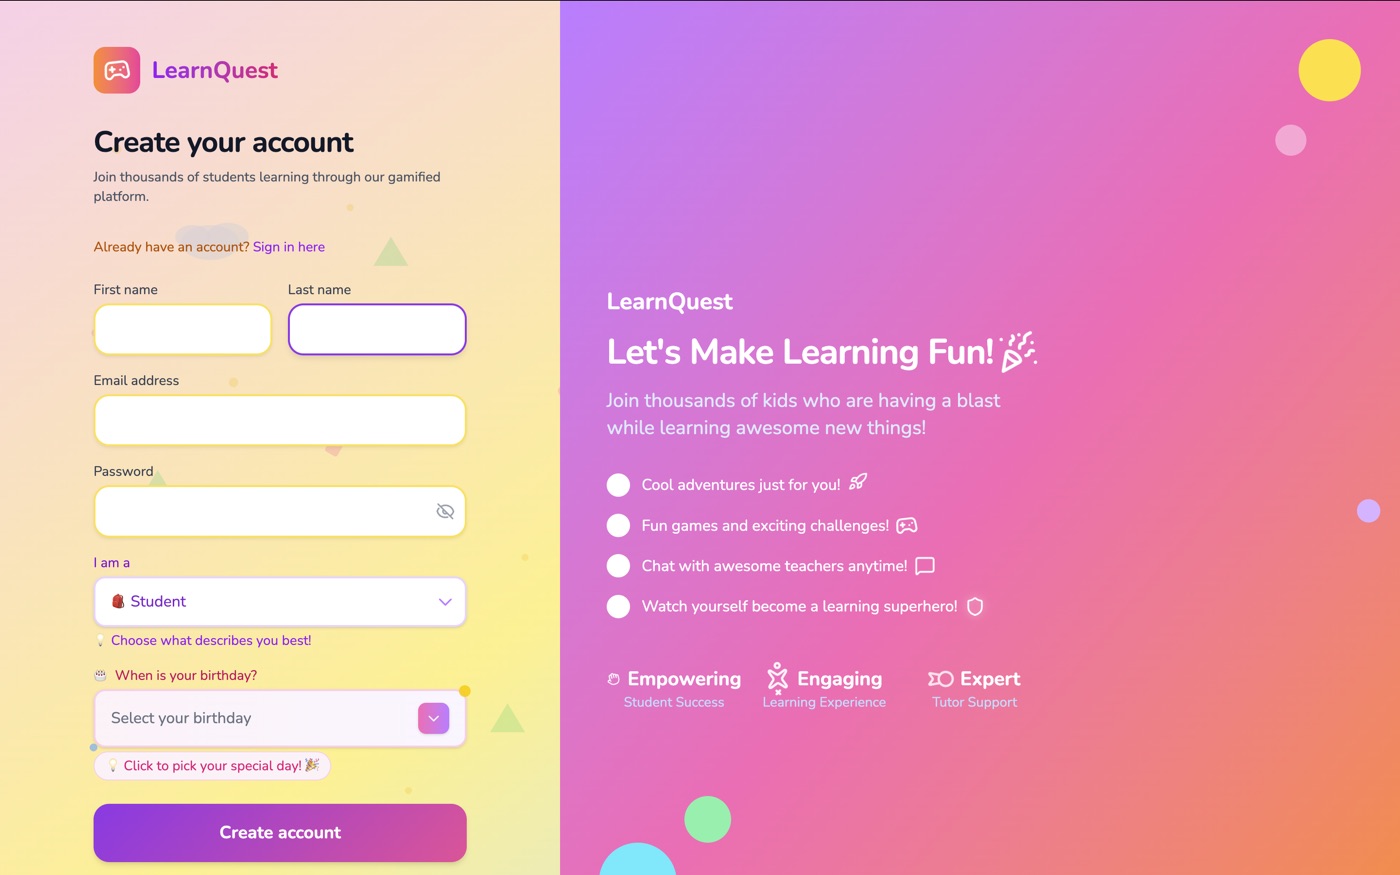 LearnQuest
Create your account
Join thousands of students learning through our gamified
platform.
Already have an account? Sign in here
First name
Last name
Email address
Password
I am a
Student
Choose what describes you best!
When is your birthday?
Select your birthday
Click to pick your special day!
Create account
LearnQuest
Let's Make Learning Fun!
Join thousands of kids who are having a blast
while learning awesome new things!
Cool adventures just for you!
Fun games and exciting challenges!
Chat with awesome teachers anytime!
Watch yourself become a learning superhero!
Empowering
Student Success
Engaging
Learning Experience
Expert
Tutor Support